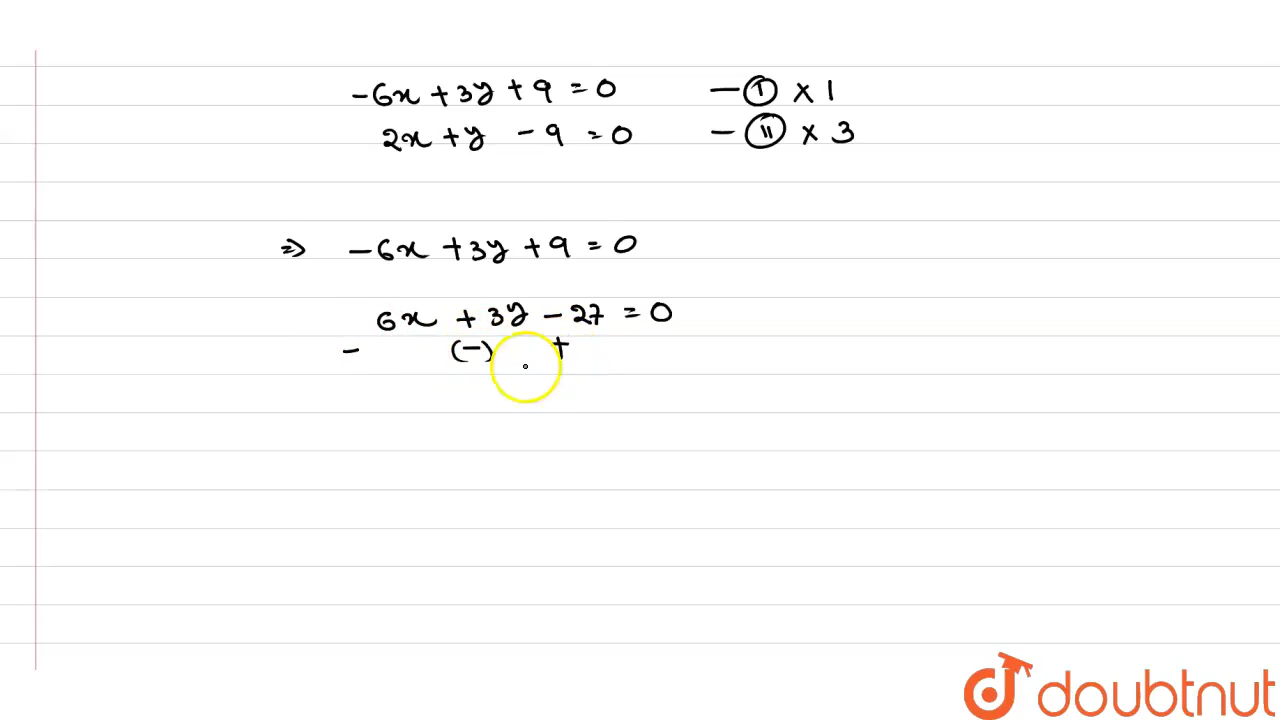 -6x + 3y + 9 = 0 - I × 1
2x + y - 9 = 0 - II × 3
⇒ -6x + 3y + 9 = 0
6x + 3y - 27 = 0
- (-) +
doubtnut